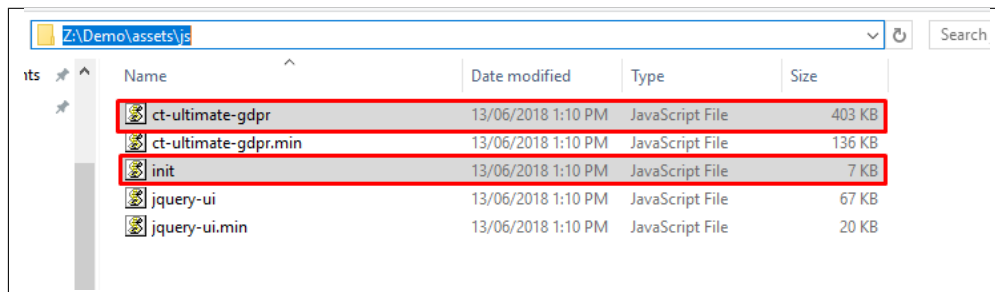 Z:\Demo\assets\js Search
nts Name Date modified Type Size
ct-ultimate-gdpr 13/06/2018 1:10 PM JavaScript File 403 KB
ct-ultimate-gdpr.min 13/06/2018 1:10 PM JavaScript File 136 KB
init 13/06/2018 1:10 PM JavaScript File 7 KB
jquery-ui 13/06/2018 1:10 PM JavaScript File 67 KB
jquery-ui.min 13/06/2018 1:10 PM JavaScript File 20 KB